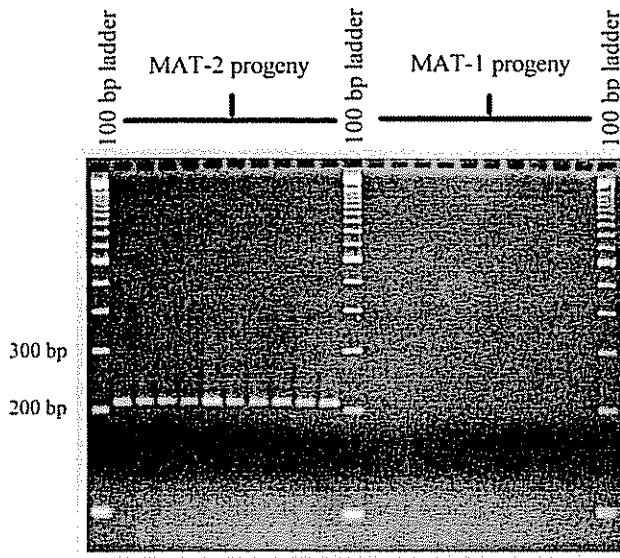 100 bp ladder
MAT-2 progeny
100 bp ladder
MAT-1 progeny
100 bp ladder
300 bp
200 bp